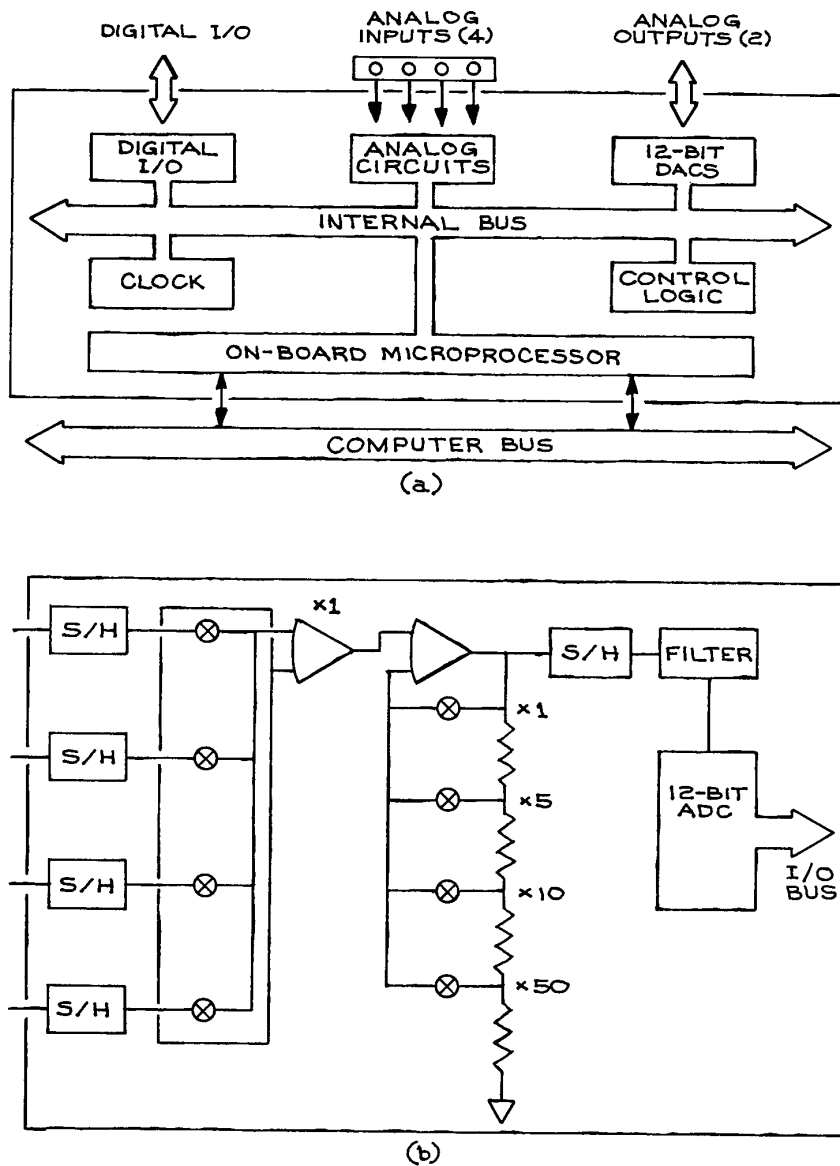 DIGITAL I/O
ANALOG
INPUTS (4)
ANALOG
OUTPUTS (2)
DIGITAL
I/O
ANALOG
CIRCUITS
12-BIT
DACS
INTERNAL BUS
CLOCK
CONTROL
LOGIC
ON-BOARD MICROPROCESSOR
COMPUTER BUS
(a)
×1
S/H
S/H
FILTER
×1
S/H
×5
12-BIT
ADC
I/O
BUS
S/H
×10
×50
S/H
(b)